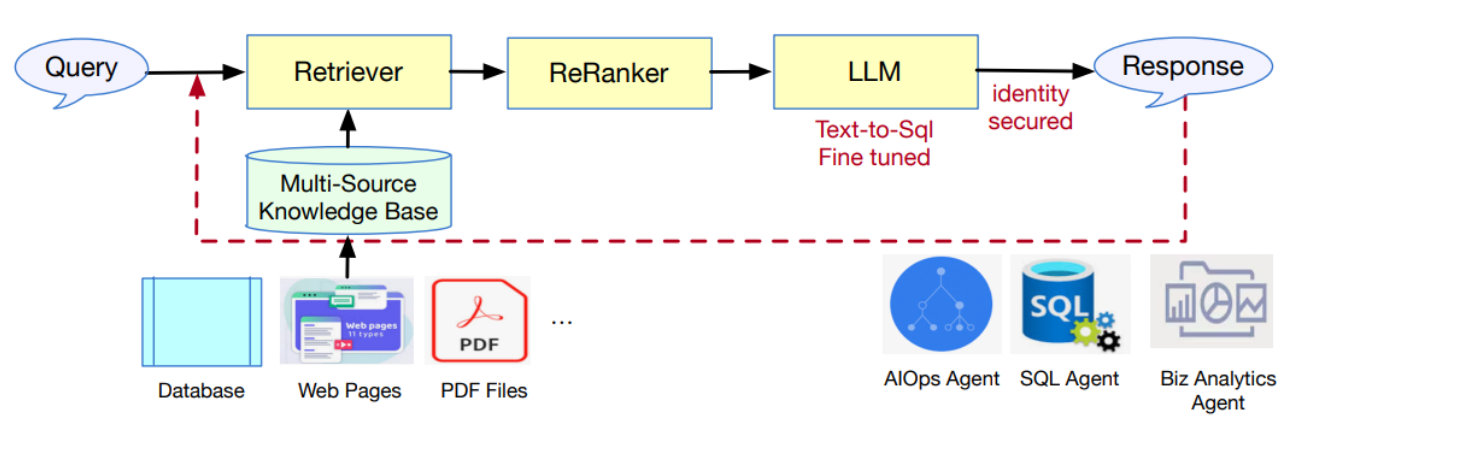 Query
Retriever
ReRanker
LLM
Response
identity
secured
Text-to-Sql
Fine tuned
Multi-Source
Knowledge Base
Web pages
11 types
PDF
...
SQL
Database
Web Pages
PDF Files
AIOps Agent
SQL Agent
Biz Analytics
Agent